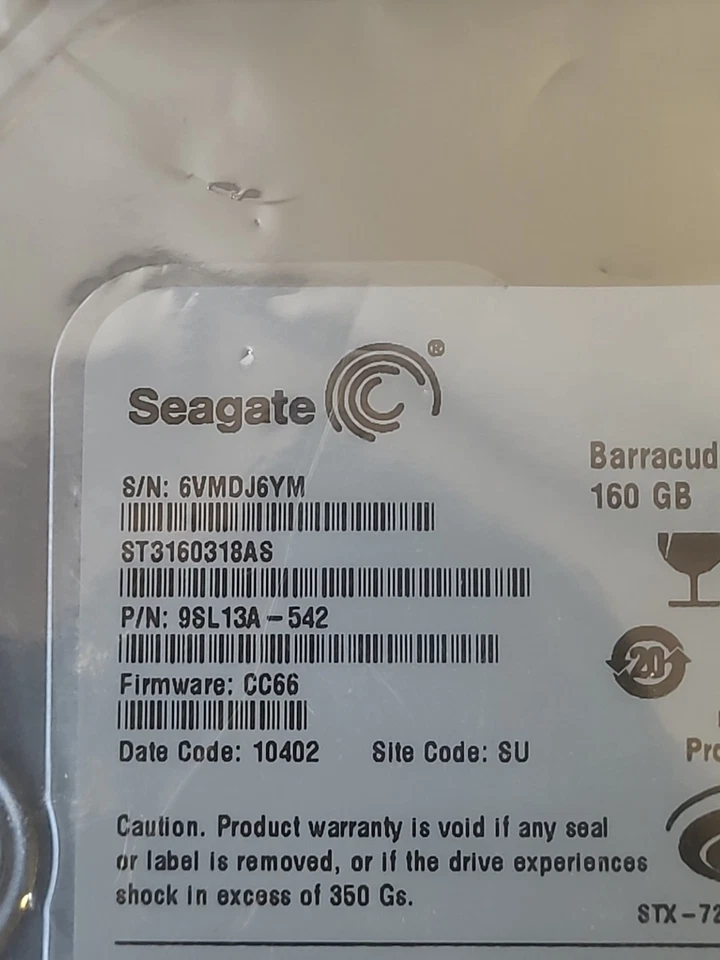 Seagate ®
S/N: 6VMDJ6YM
Barracud
160 GB
ST3160318AS
P/N: 9SL13A-542
20
Firmware: CC66
Date Code: 10402 Site Code: SU
Pro
Caution. Product warranty is void if any seal
or label is removed, or if the drive experiences
shock in excess of 350 Gs.
STX-72